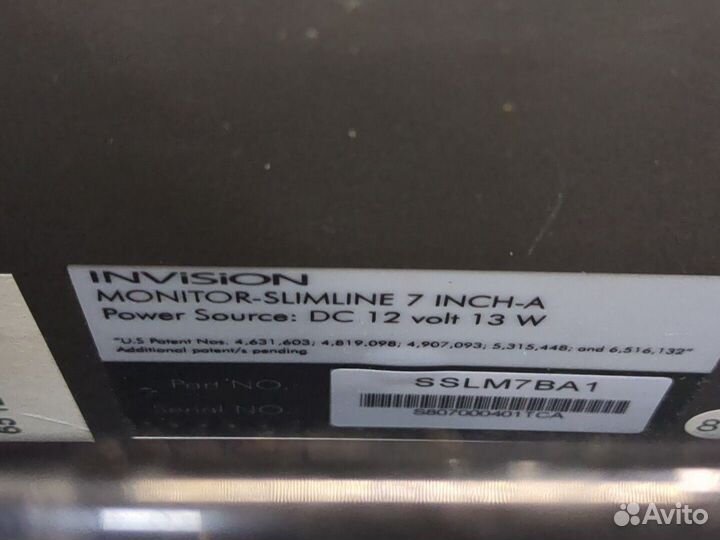 INVISION
MONITOR-SLIMLINE 7 INCH-A
Power Source: DC 12 volt 13 W
"U.S Patent Nos. 4,631,603; 4,819,098; 4,907,093; 5,315,448; and 6,516,132"
Additional patent/s pending
Part NO.:
SSLM7BA1
Serial NO.:
S807000401TCA
8
Avito